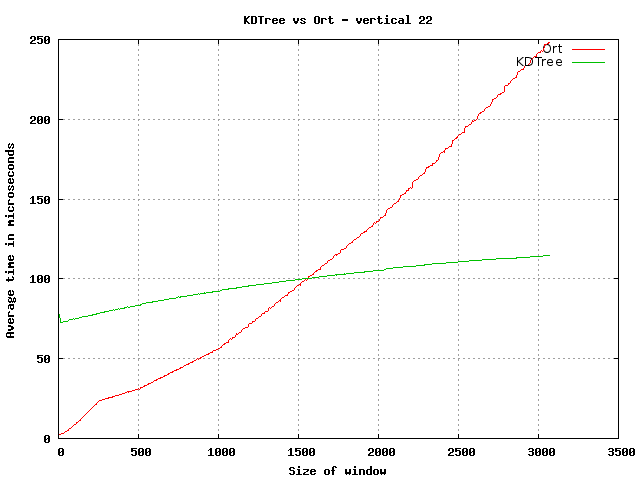 KDTree vs Ort - vertical 22
Ort
KDTree
250
200
150
100
50
0
Average time in microseconds
0 500 1000 1500 2000 2500 3000 3500
Size of window